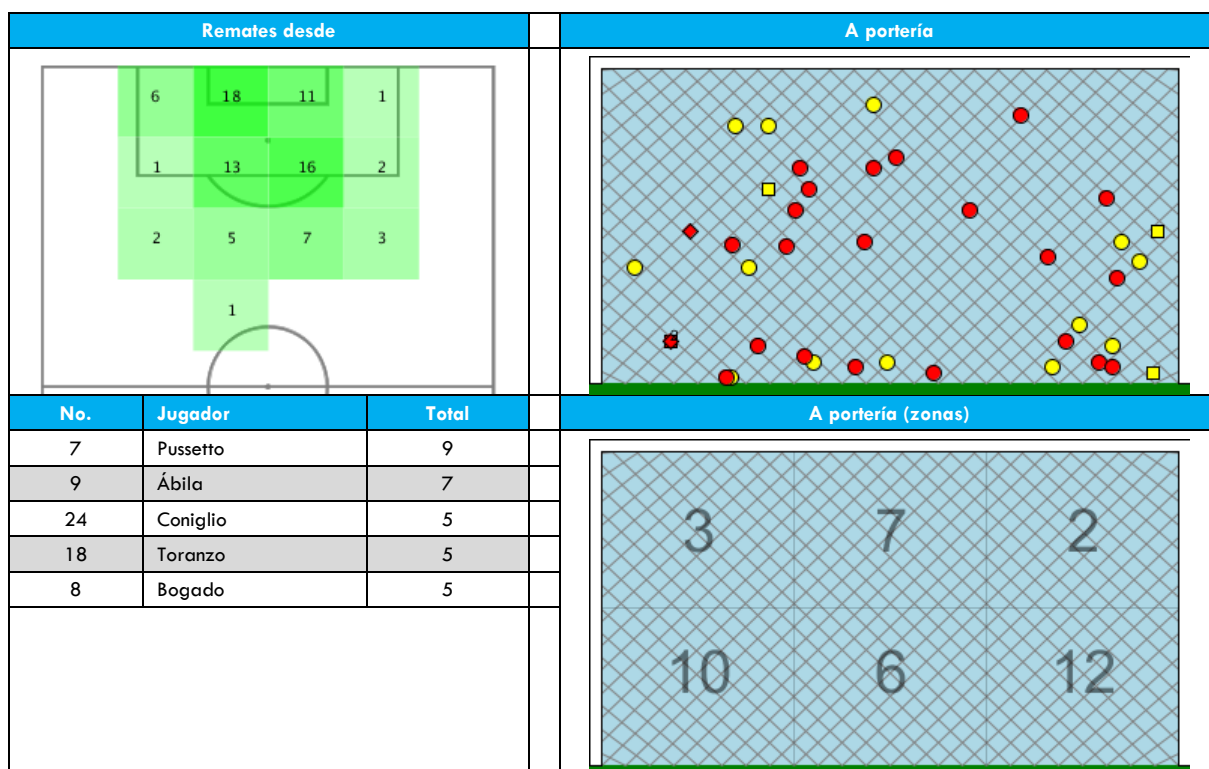 Remates desde
A portería
6 18 11 1
1 13 16 2
2 5 7 3
1
No. Jugador Total
A portería (zonas)
7 Pussetto 9
9 Ábila 7
24 Coniglio 5
18 Toranzo 5
8 Bogado 5
3 7 2
10 6 12